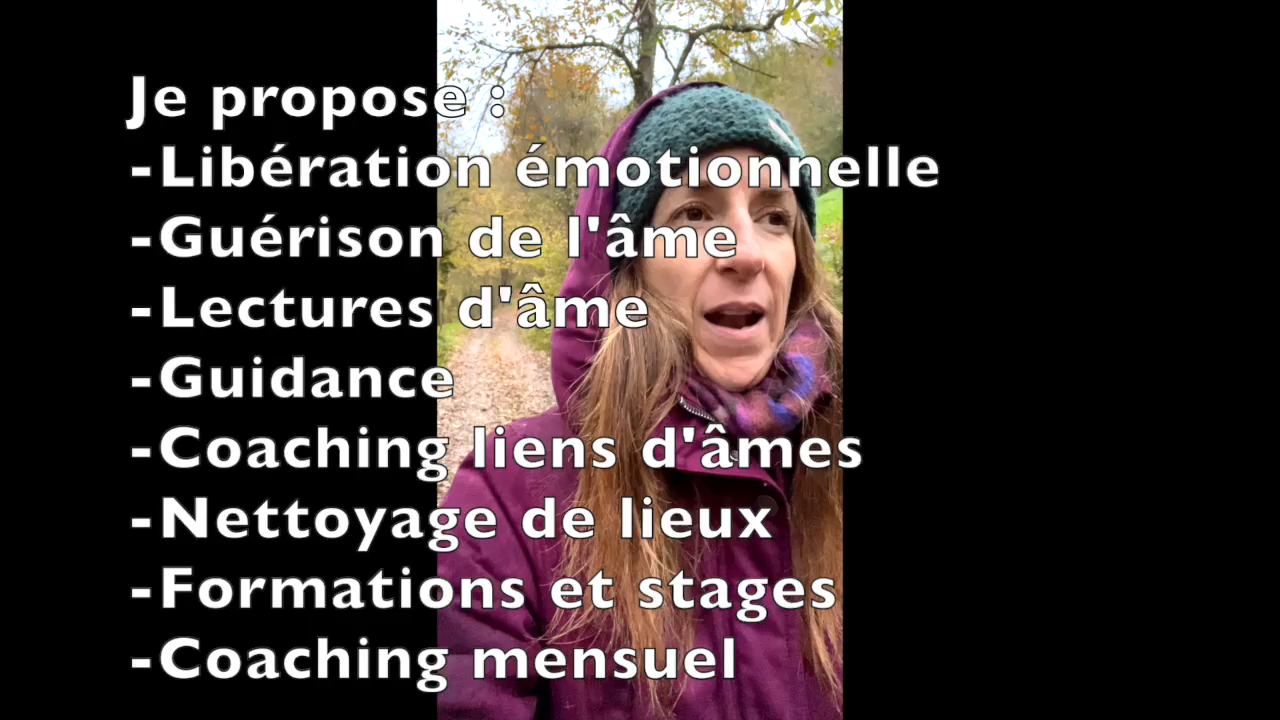 Je propose :
-Libération émotionnelle
-Guérison de l'âme
-Lectures d'âme
-Guidance
-Coaching liens d'âmes
-Nettoyage de lieux
-Formations et stages
-Coaching mensuel